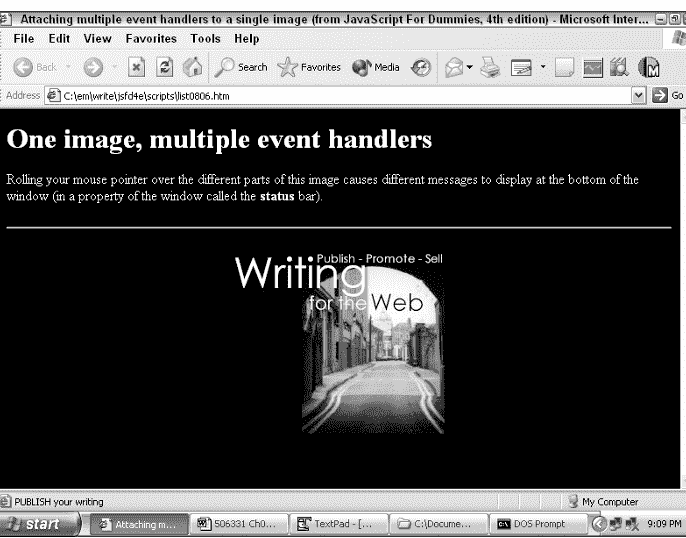 Attaching multiple event handlers to a single image (from JavaScript For Dummies, 4th edition) - Microsoft Inter...
File Edit View Favorites Tools Help
Back Search Favorites Media
Address C:\em\write\jsfd4e\scripts\list0806.htm Go
One image, multiple event handlers
Rolling your mouse pointer over the different parts of this image causes different messages to display at the bottom of the
window (in a property of the window called the status bar).
Publish - Promote - Sell
Writing
for the Web
PUBLISH your writing My Computer
start Attaching m... 506331 Ch0... TextPad - [... C:\Docume... DOS Prompt 9:09 PM